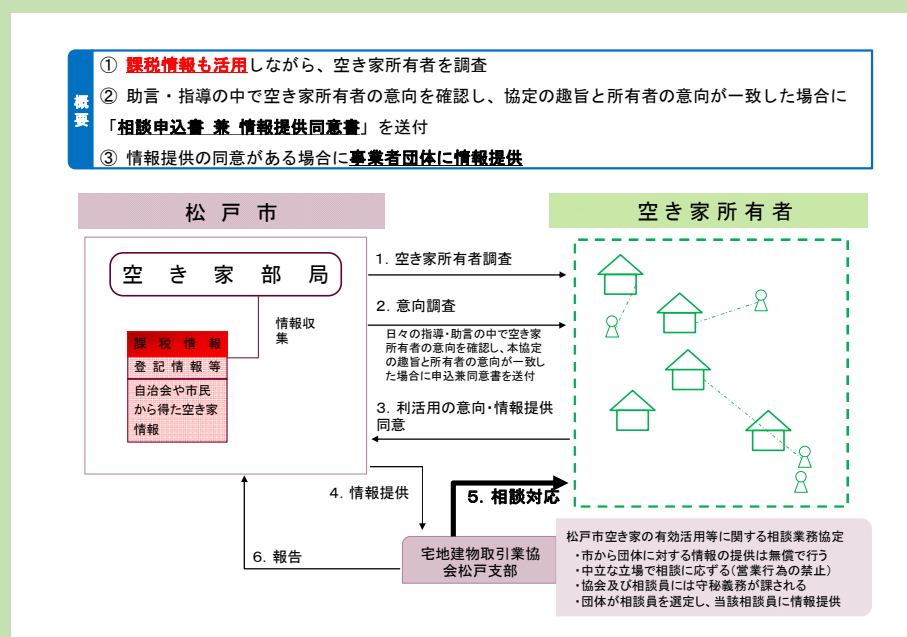 概要
① 課税情報も活用しながら、空き家所有者を調査
② 助言・指導の中で空き家所有者の意向を確認し、協定の趣旨と所有者の意向が一致した場合に
「相談申込書 兼 情報提供同意書」を送付
③ 情報提供の同意がある場合に事業者団体に情報提供
松戸市
空き家所有者
空き家部局
情報収
集
課税情報
登記情報等
自治会や市民
から得た空き家
情報
1. 空き家所有者調査
2. 意向調査
日々の指導・助言の中で空き家
所有者の意向を確認し、本協定
の趣旨と所有者の意向が一致し
た場合に申込兼同意書を送付
3. 利活用の意向・情報提供
同意
4. 情報提供
5. 相談対応
6. 報告
宅地建物取引業協
会松戸支部
松戸市空き家の有効活用等に関する相談業務協定
・市から団体に対する情報の提供は無償で行う
・中立な立場で相談に応ずる(営業行為の禁止)
・協会及び相談員には守秘義務が課される
・団体が相談員を選定し、当該相談員に情報提供